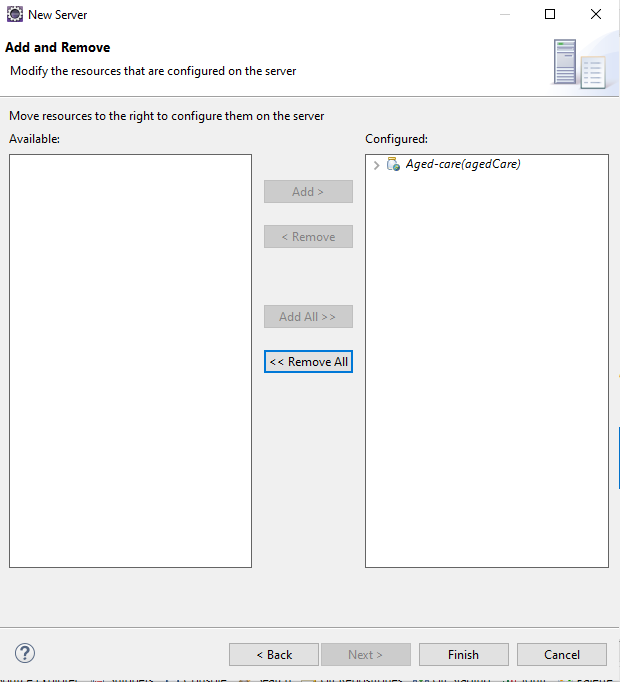 New Server
Add and Remove
Modify the resources that are configured on the server
Move resources to the right to configure them on the server
Available:
Configured:
Aged-care(agedCare)
Add >
< Remove
Add All >>
<< Remove All
?
< Back
Next >
Finish
Cancel